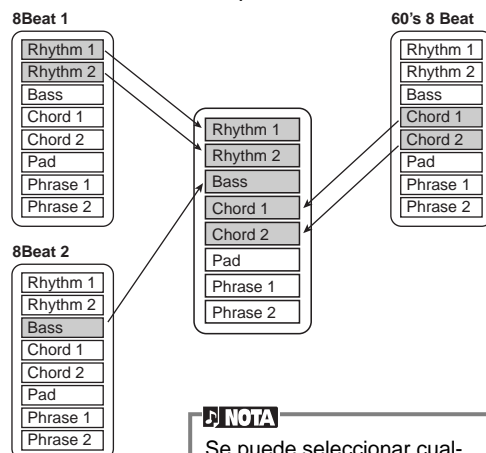 8Beat 1
Rhythm 1
Rhythm 2
Bass
Chord 1
Chord 2
Pad
Phrase 1
Phrase 2
8Beat 2
Rhythm 1
Rhythm 2
Bass
Chord 1
Chord 2
Pad
Phrase 1
Phrase 2
Rhythm 1
Rhythm 2
Bass
Chord 1
Chord 2
Pad
Phrase 1
Phrase 2
60's 8 Beat
Rhythm 1
Rhythm 2
Bass
Chord 1
Chord 2
Pad
Phrase 1
Phrase 2
NOTA
Se puede seleccionar cual-